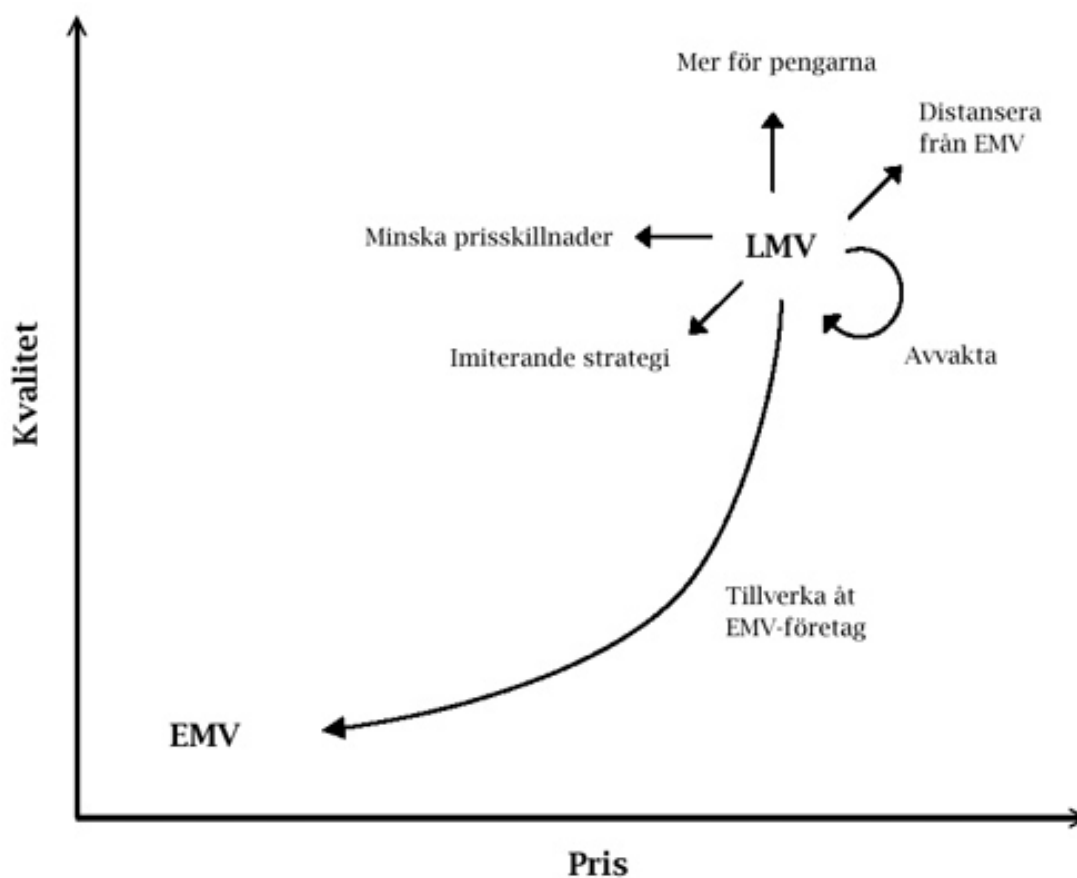 Mer för pengarna
Distansera
från EMV
Minska prisskillnader
LMV
Imiterande strategi
Avvakta
Kvalitet
Tillverka åt
EMV-företag
EMV
Pris